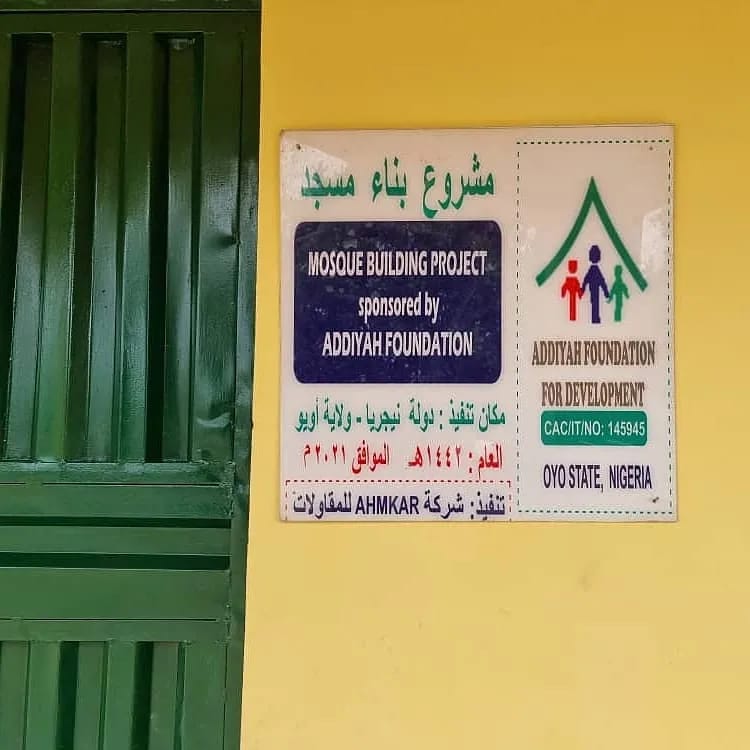 مشروع بناء مسجد
MOSQUE BUILDING PROJECT
sponsored by
ADDIYAH FOUNDATION
مكان تنفيذ : دولة نيجريا - ولاية أويو
العام : ١٤٤٢هـ الموافق ٢٠٢١ م
تنفيذ: شركة AHMKAR للمقاولات
ADDIYAH FOUNDATION
FOR DEVELOPMENT
CAC/IT/NO: 145945
OYO STATE, NIGERIA